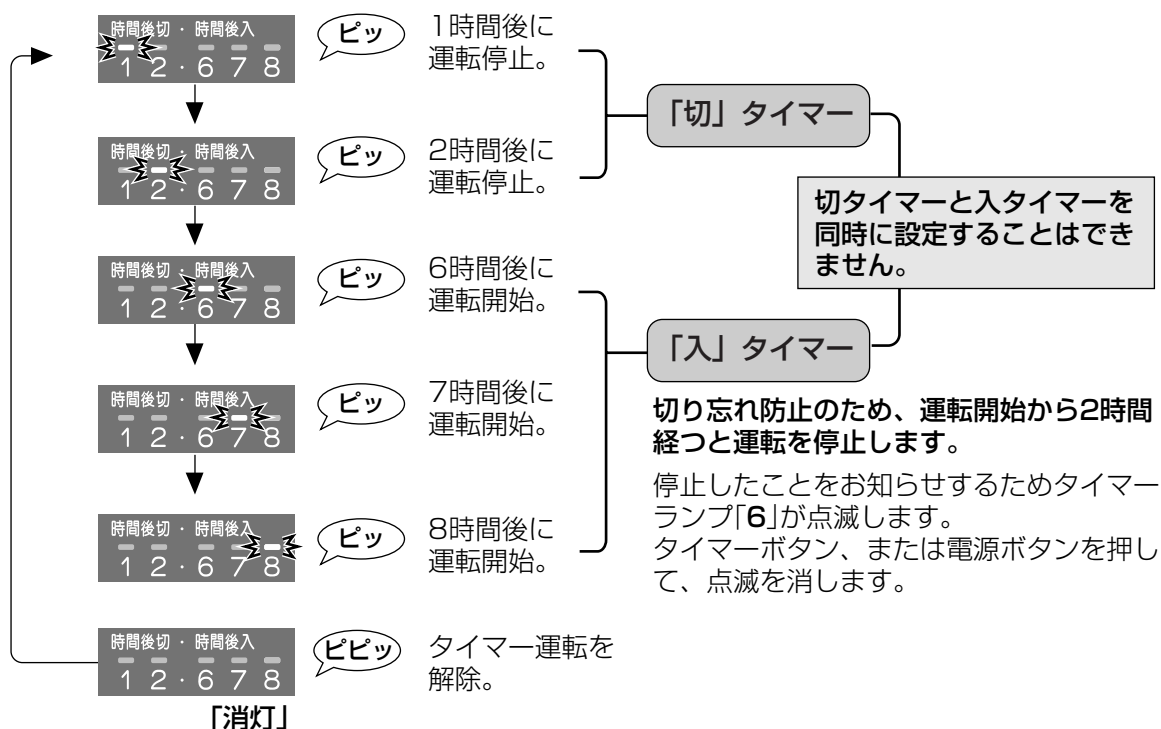 時間後切 ・ 時間後入
1 2 ・ 6 7 8
ピッ
1時間後に
運転停止。
時間後切 ・ 時間後入
1 2 ・ 6 7 8
ピッ
2時間後に
運転停止。
「切」タイマー
時間後切 ・ 時間後入
1 2 ・ 6 7 8
ピッ
6時間後に
運転開始。
時間後切 ・ 時間後入
1 2 ・ 6 7 8
ピッ
7時間後に
運転開始。
時間後切 ・ 時間後入
1 2 ・ 6 7 8
ピッ
8時間後に
運転開始。
「入」タイマー
切タイマーと入タイマーを
同時に設定することはでき
ません。
切り忘れ防止のため、運転開始から2時間
経つと運転を停止します。
停止したことをお知らせするためタイマー
ランプ「6」が点滅します。
タイマーボタン、または電源ボタンを押し
て、点滅を消します。
時間後切 ・ 時間後入
1 2 ・ 6 7 8
ピピッ
タイマー運転を
解除。
「消灯」